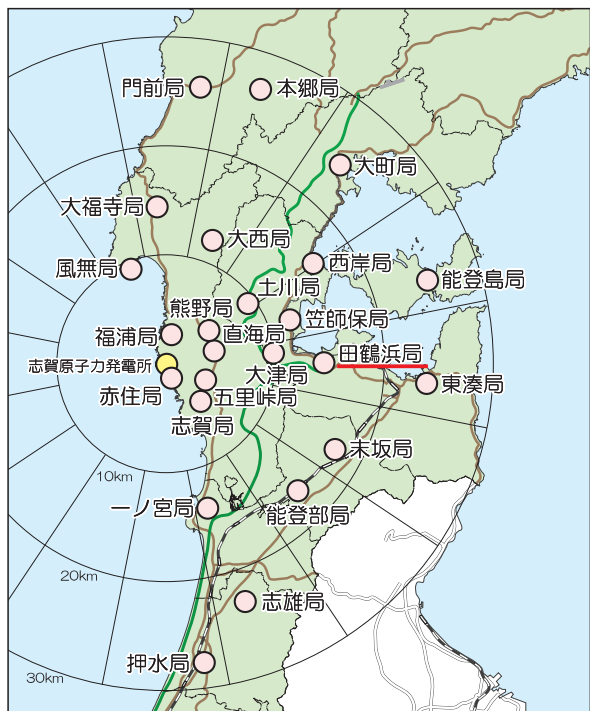 門前局
本郷局
大町局
大福寺局
大西局
風無局
西岸局
能登島局
土川局
熊野局
笠師保局
福浦局
直海局
田鶴浜局
志賀原子力発電所
大津局
赤住局
五里峠局
東湊局
志賀局
末坂局
10km
一ノ宮局
能登部局
20km
志雄局
押水局
30km